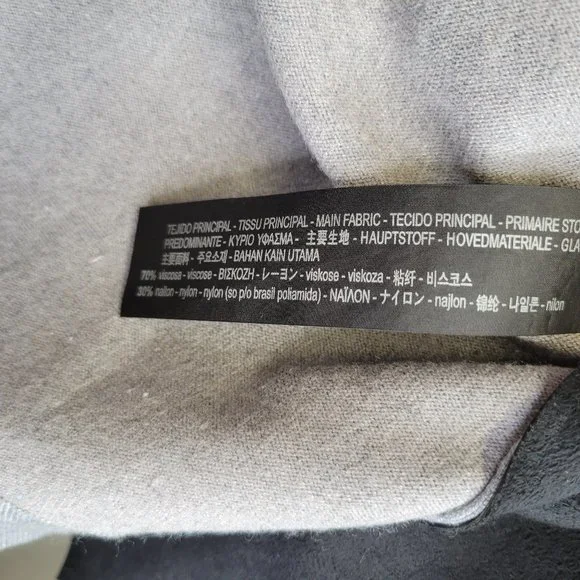 TEJIDO PRINCIPAL - TISSU PRINCIPAL - MAIN FABRIC - TECIDO PRINCIPAL - PRIMAIRE STO
PREDOMINANTE - ΚΥΡΙΟ ΥΦΑΣΜΑ - 主要生地 - HAUPTSTOFF - HOVEDMATERIALE - GLA
主要面料 - 주요소재 - BAHAN KAIN UTAMA
70% viscosa - viscose - ΒΙΣΚΟΖΗ - レーヨン - viskose - viskoza - 粘纤 - 비스코스
30% nailon - nylon - nylon (so p/o brasil poliamida) - ΝΑΪΛΟΝ - ナイロン - najlon - 锦纶 - 나일론 - nilon